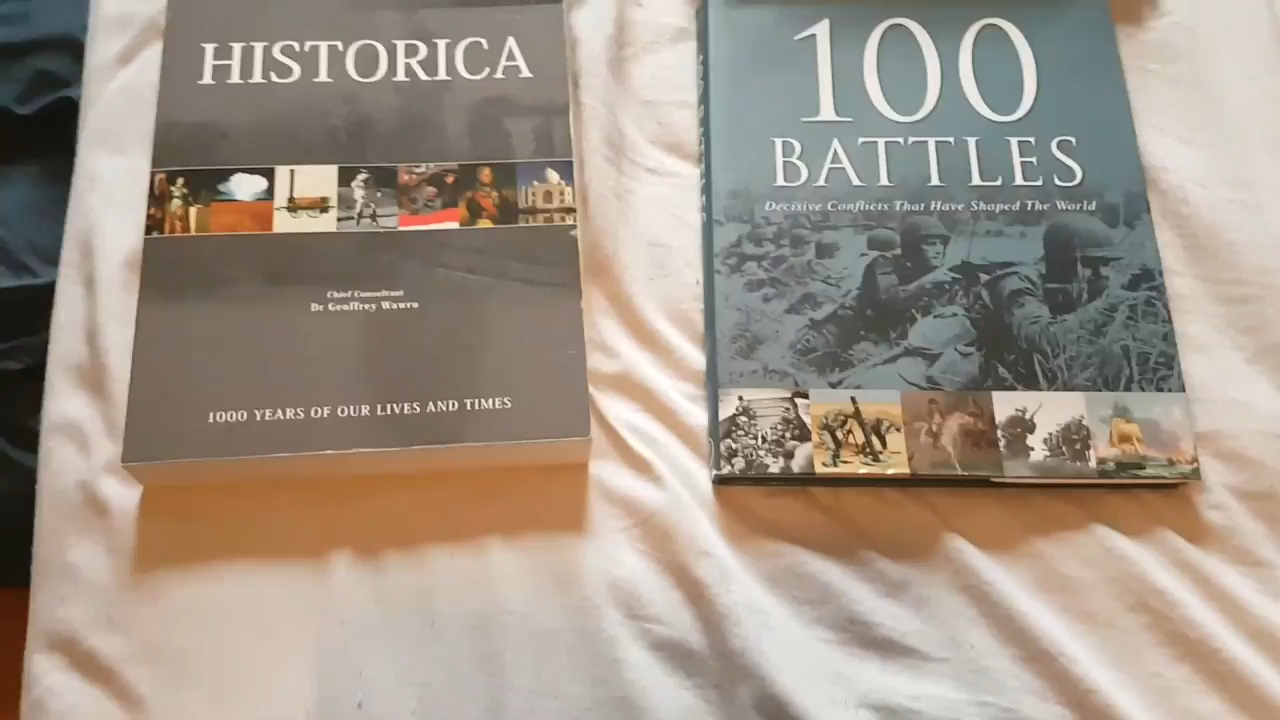 HISTORICA
Chief Consultant
Dr Geoffrey Wawro
1000 YEARS OF OUR LIVES AND TIMES
100
BATTLES
Decisive Conflicts That Have Shaped The World